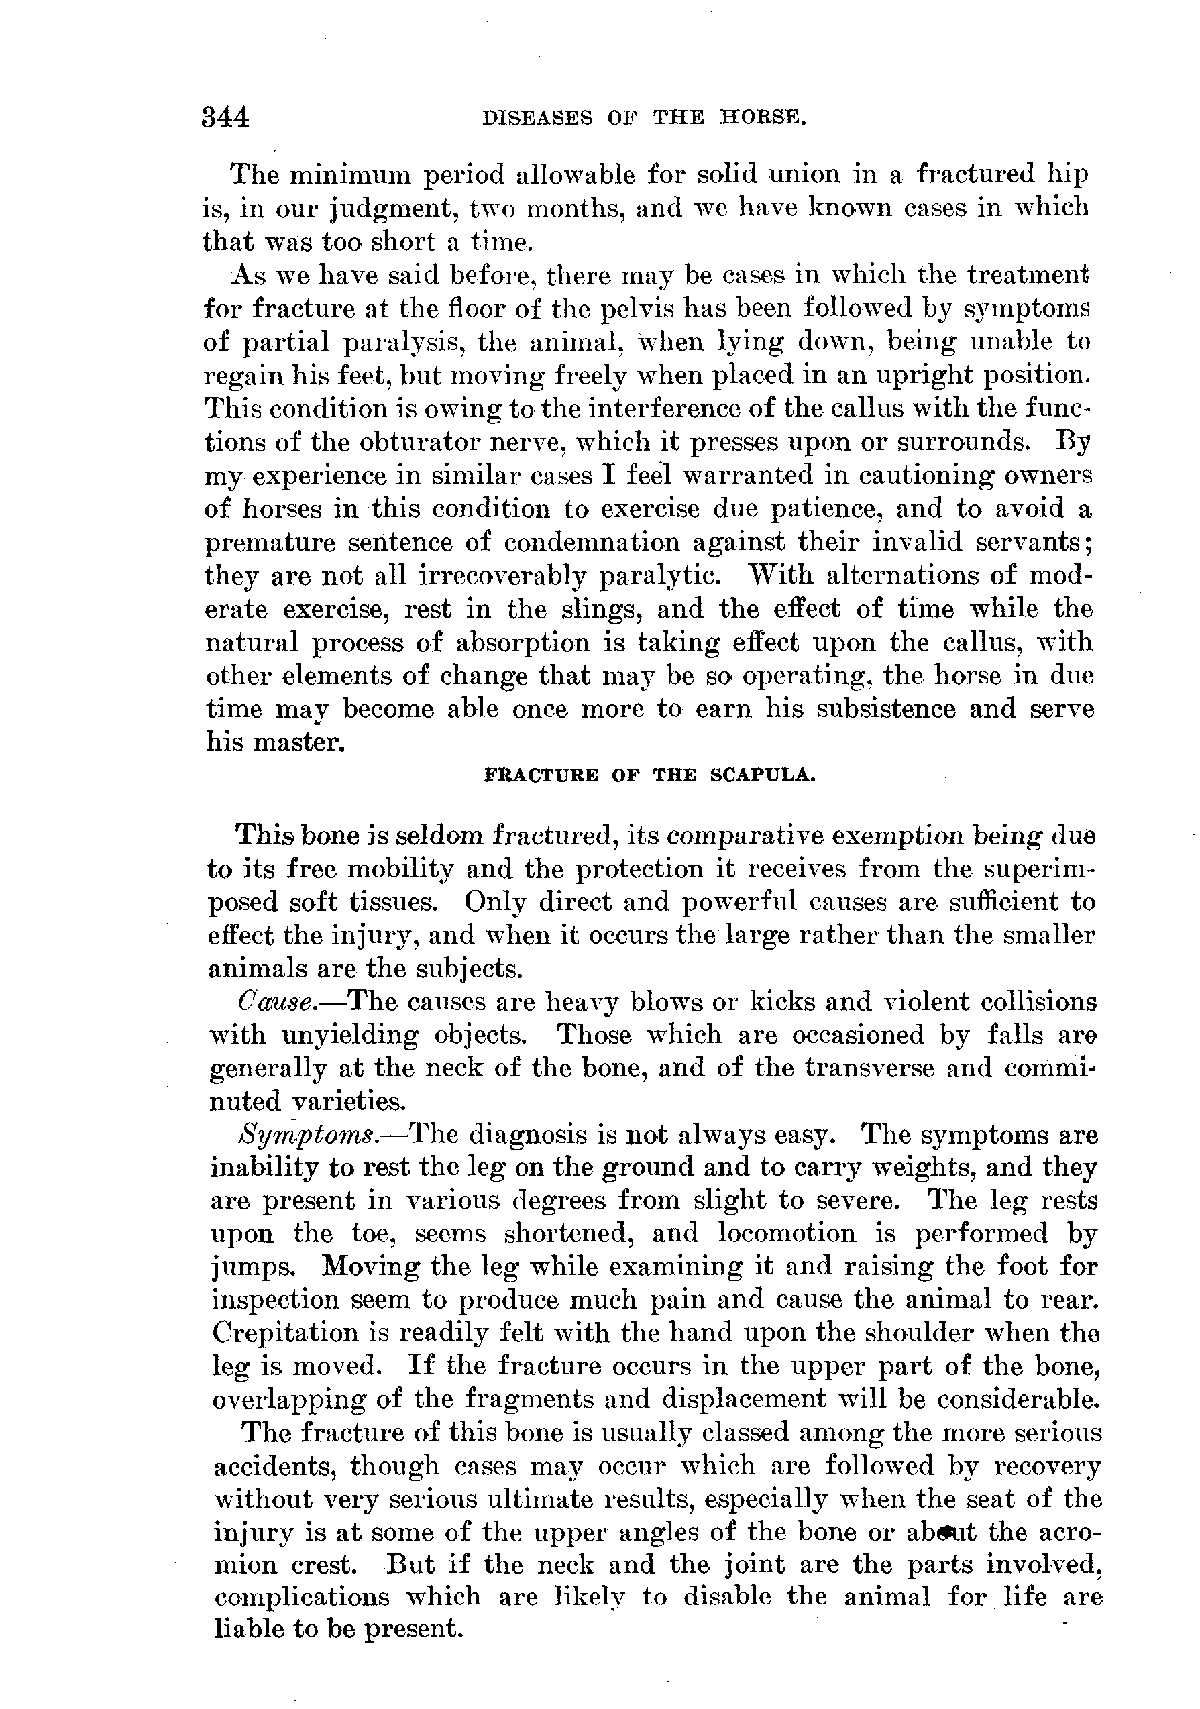 344 DISEASES OF THE HORSE.
The minimum period allowable for solid union in a fractured hip
is, in our judgment, two months, and we have known cases in which
that was too short a time.
As we have said before, there may be cases in which the treatment
for fracture at the floor of the pelvis has been followed by symptoms
of partial paralysis, the animal, when lying down, being unable to
regain his feet, but moving freely when placed in an upright position.
This condition is owing to the interference of the callus with the func-
tions of the obturator nerve, which it presses upon or surrounds. By
my experience in similar cases I feel warranted in cautioning owners
of horses in this condition to exercise due patience, and to avoid a
premature sentence of condemnation against their invalid servants;
they are not all irrecoverably paralytic. With alternations of mod-
erate exercise, rest in the slings, and the effect of time while the
natural process of absorption is taking effect upon the callus, with
other elements of change that may be so operating, the horse in due
time may become able once more to earn his subsistence and serve
his master.
FRACTURE OF THE SCAPULA.
This bone is seldom fractured, its comparative exemption being due
to its free mobility and the protection it receives from the superim-
posed soft tissues. Only direct and powerful causes are sufficient to
effect the injury, and when it occurs the large rather than the smaller
animals are the subjects.
Cause.—The causes are heavy blows or kicks and violent collisions
with unyielding objects. Those which are occasioned by falls are
generally at the neck of the bone, and of the transverse and commi-
nuted varieties.
Symptoms.—The diagnosis is not always easy. The symptoms are
inability to rest the leg on the ground and to carry weights, and they
are present in various degrees from slight to severe. The leg rests
upon the toe, seems shortened, and locomotion is performed by
jumps. Moving the leg while examining it and raising the foot for
inspection seem to produce much pain and cause the animal to rear.
Crepitation is readily felt with the hand upon the shoulder when the
leg is moved. If the fracture occurs in the upper part of the bone,
overlapping of the fragments and displacement will be considerable.
The fracture of this bone is usually classed among the more serious
accidents, though cases may occur which are followed by recovery
without very serious ultimate results, especially when the seat of the
injury is at some of the upper angles of the bone or about the acro-
mion crest. But if the neck and the joint are the parts involved,
complications which are likely to disable the animal for life are
liable to be present.